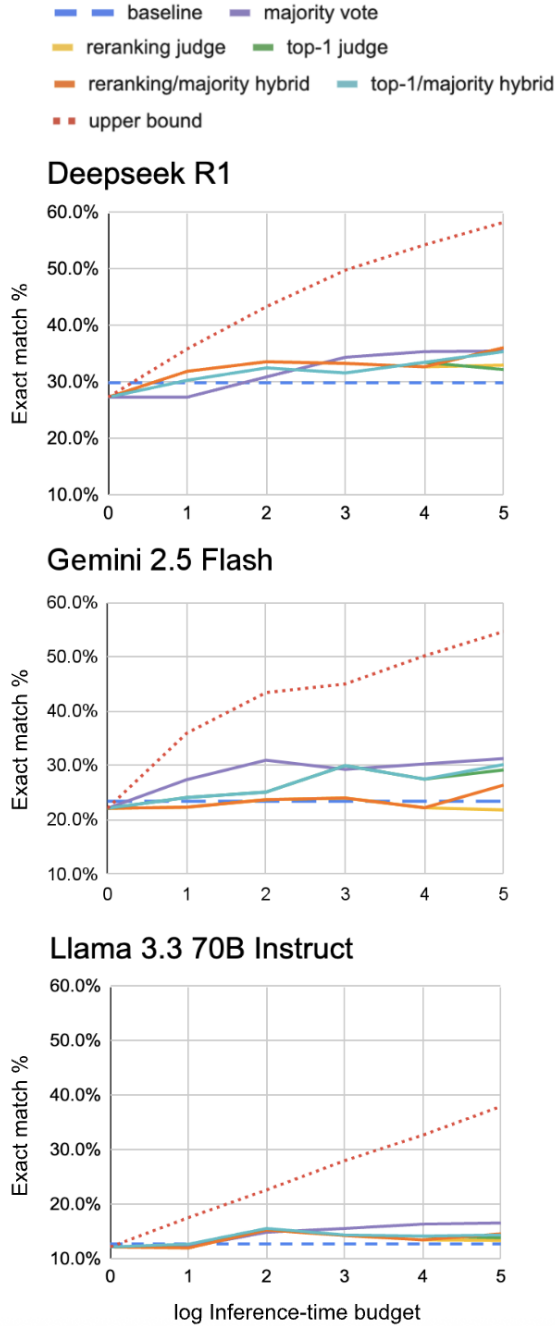 baseline majority vote
reranking judge top-1 judge
reranking/majority hybrid top-1/majority hybrid
upper bound
Deepseek R1
Exact match %
60.0%
50.0%
40.0%
30.0%
20.0%
10.0%
0 1 2 3 4 5
Gemini 2.5 Flash
Exact match %
60.0%
50.0%
40.0%
30.0%
20.0%
10.0%
0 1 2 3 4 5
Llama 3.3 70B Instruct
Exact match %
60.0%
50.0%
40.0%
30.0%
20.0%
10.0%
0 1 2 3 4 5
log Inference-time budget